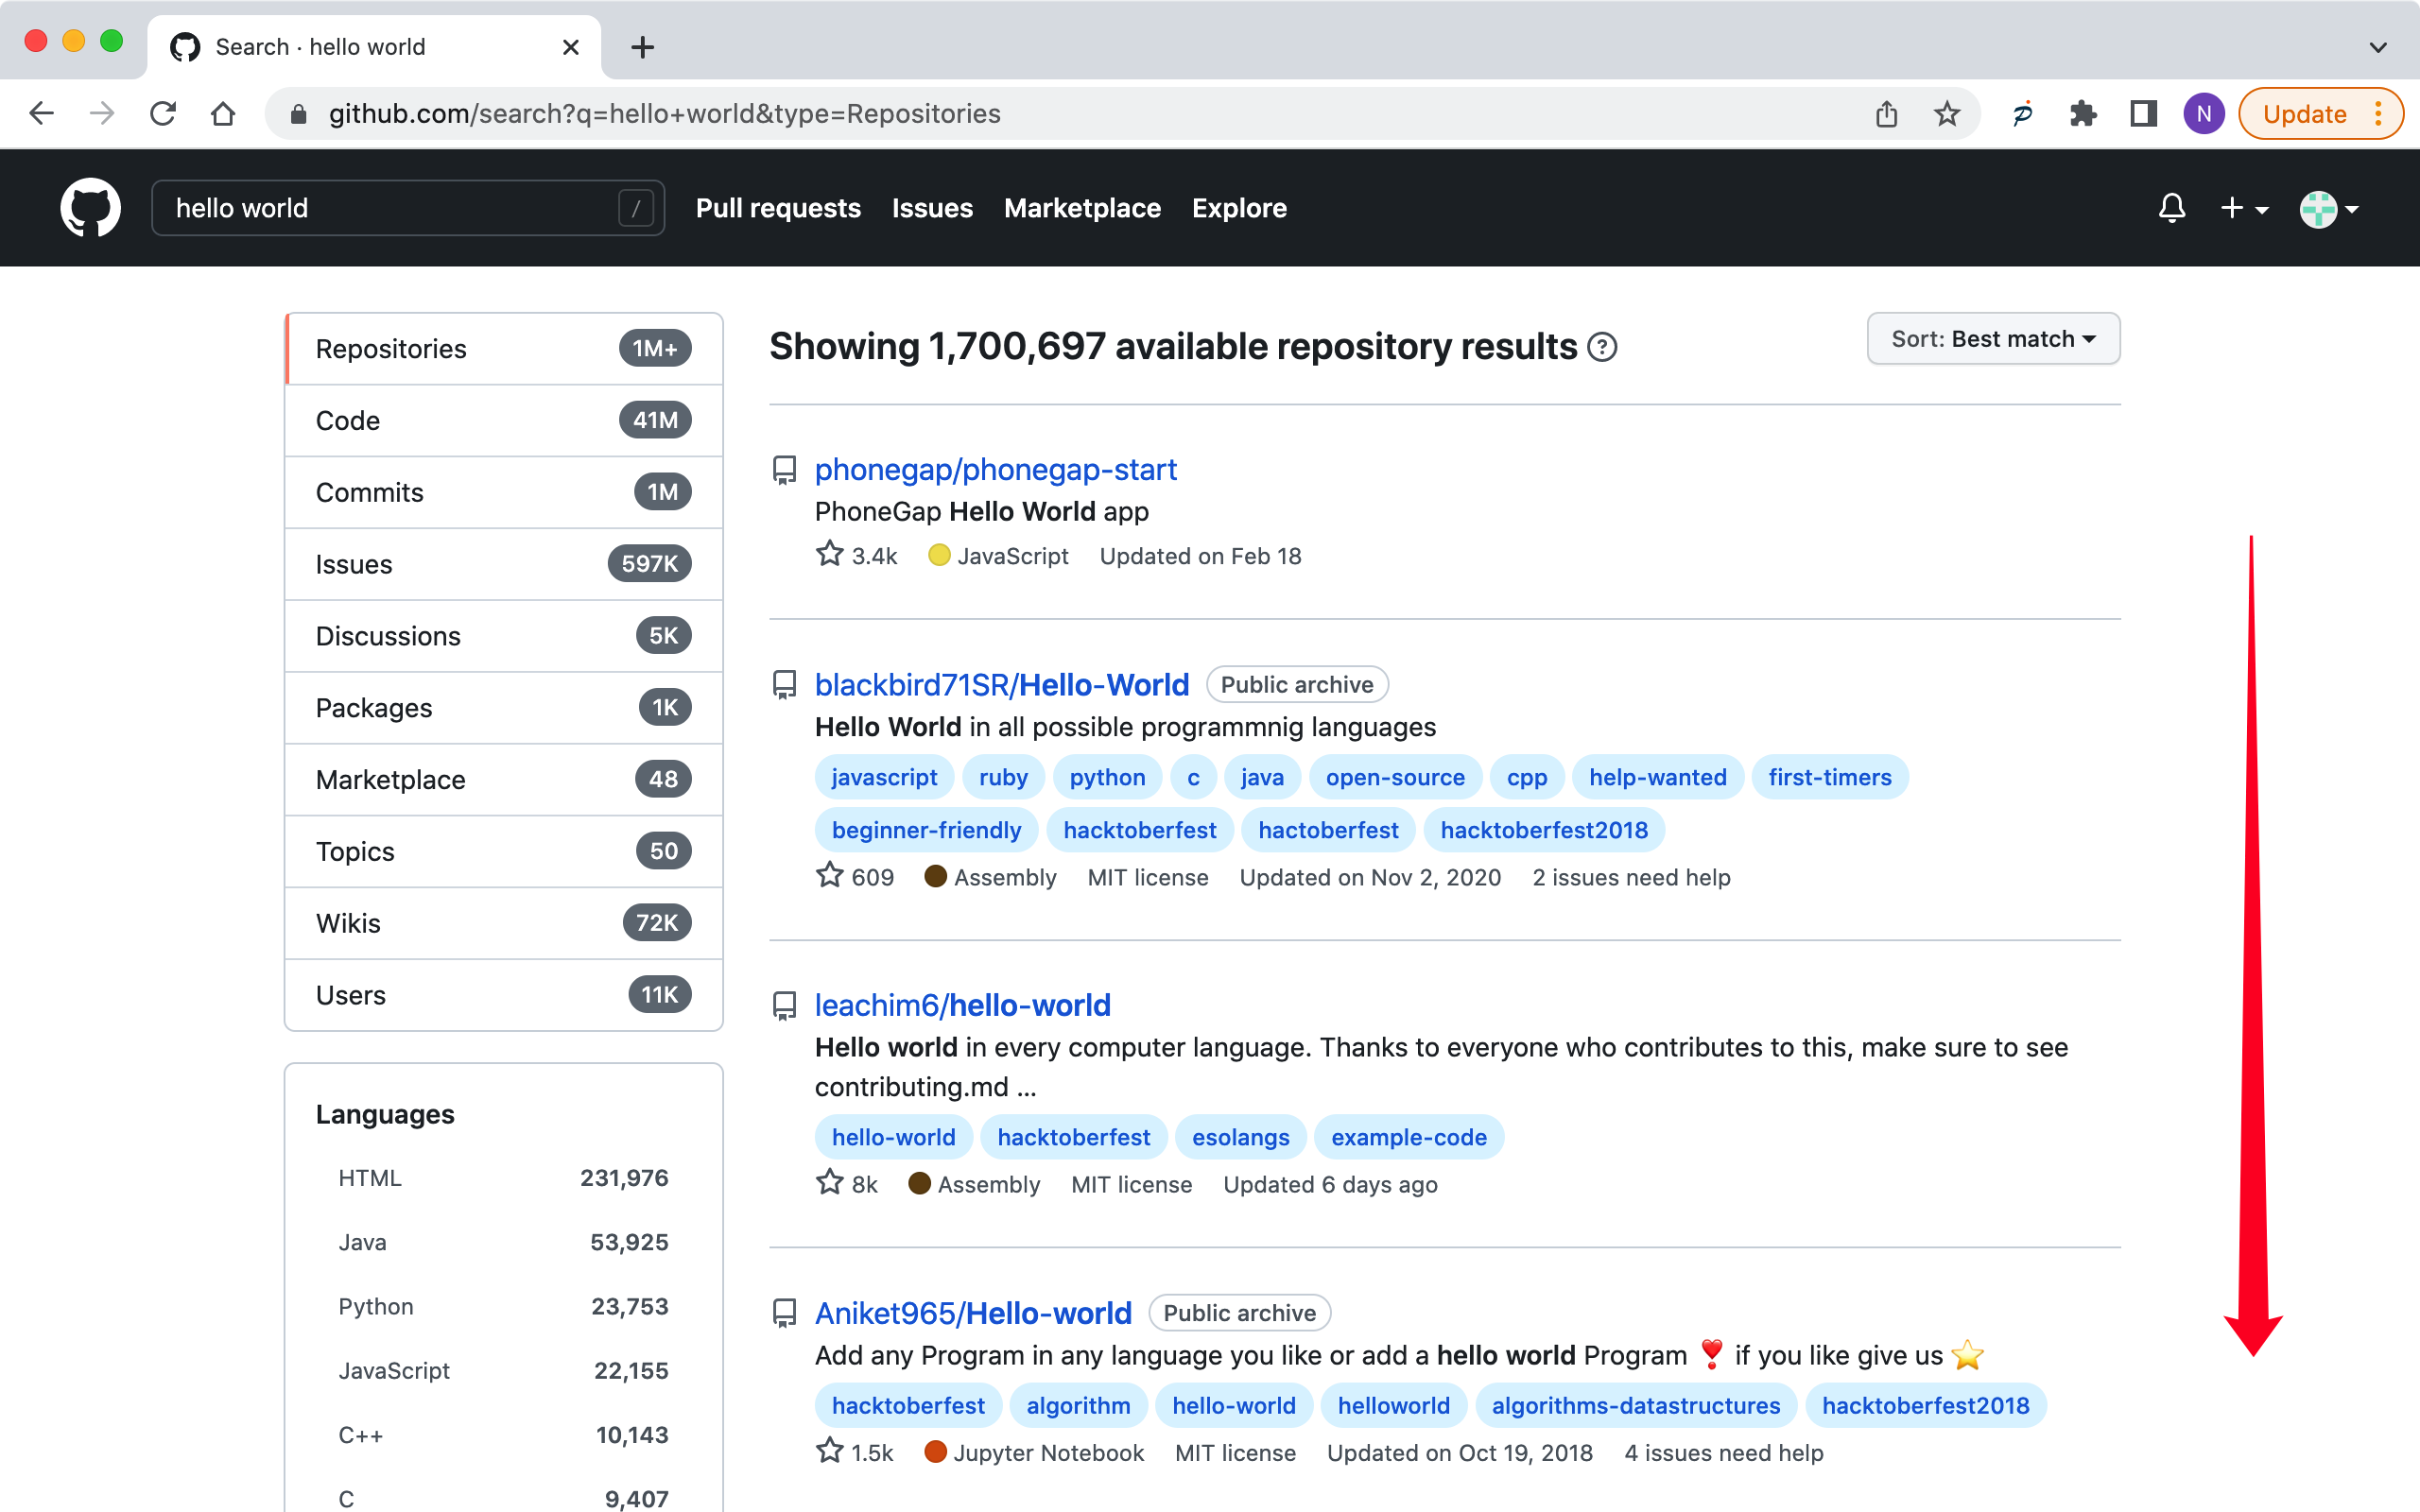 Search · hello world
github.com/search?q=hello+world&type=Repositories
N
Update
hello world
/
Pull requests Issues Marketplace Explore
Repositories 1M+
Code 41M
Commits 1M
Issues 597K
Discussions 5K
Packages 1K
Marketplace 48
Topics 50
Wikis 72K
Users 11K
Languages
HTML 231,976
Java 53,925
Python 23,753
JavaScript 22,155
C++ 10,143
C 9,407
Showing 1,700,697 available repository results
Sort: Best match
phonegap/phonegap-start
PhoneGap Hello World app
3.4k JavaScript Updated on Feb 18
blackbird71SR/Hello-World Public archive
Hello World in all possible programmnig languages
javascript ruby python c java open-source cpp help-wanted first-timers
beginner-friendly hacktoberfest hactoberfest hacktoberfest2018
609 Assembly MIT license Updated on Nov 2, 2020 2 issues need help
leachim6/hello-world
Hello world in every computer language. Thanks to everyone who contributes to this, make sure to see
contributing.md ...
hello-world hacktoberfest esolangs example-code
8k Assembly MIT license Updated 6 days ago
Aniket965/Hello-world Public archive
Add any Program in any language you like or add a hello world Program ❣️ if you like give us ⭐
hacktoberfest algorithm hello-world helloworld algorithms-datastructures hacktoberfest2018
1.5k Jupyter Notebook MIT license Updated on Oct 19, 2018 4 issues need help